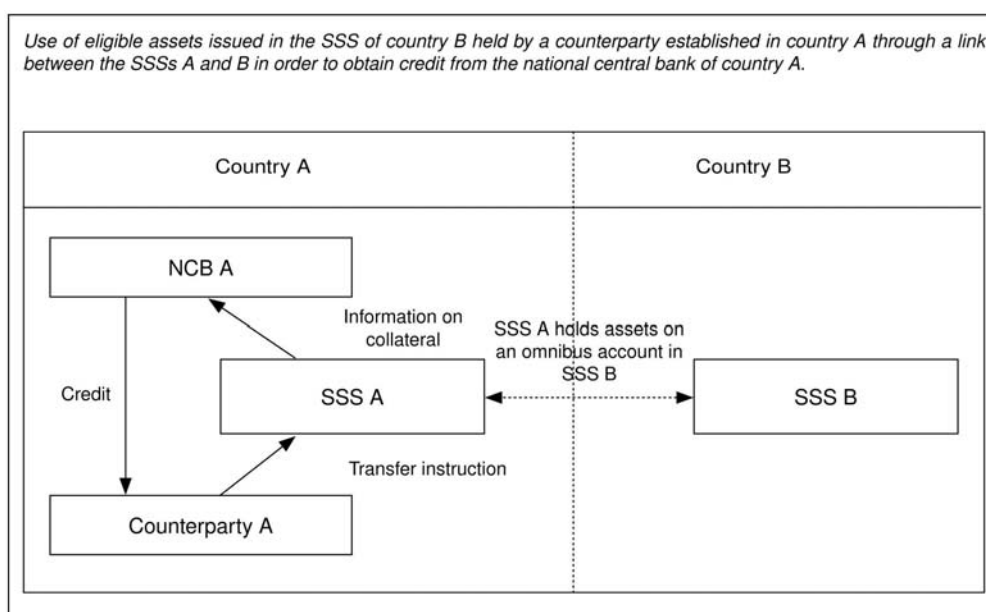 Use of eligible assets issued in the SSS of country B held by a counterparty established in country A through a link
between the SSSs A and B in order to obtain credit from the national central bank of country A.
Country A
Country B
NCB A
Information on
collateral
SSS A holds assets on
an omnibus account in
SSS B
Credit
SSS A
SSS B
Transfer instruction
Counterparty A